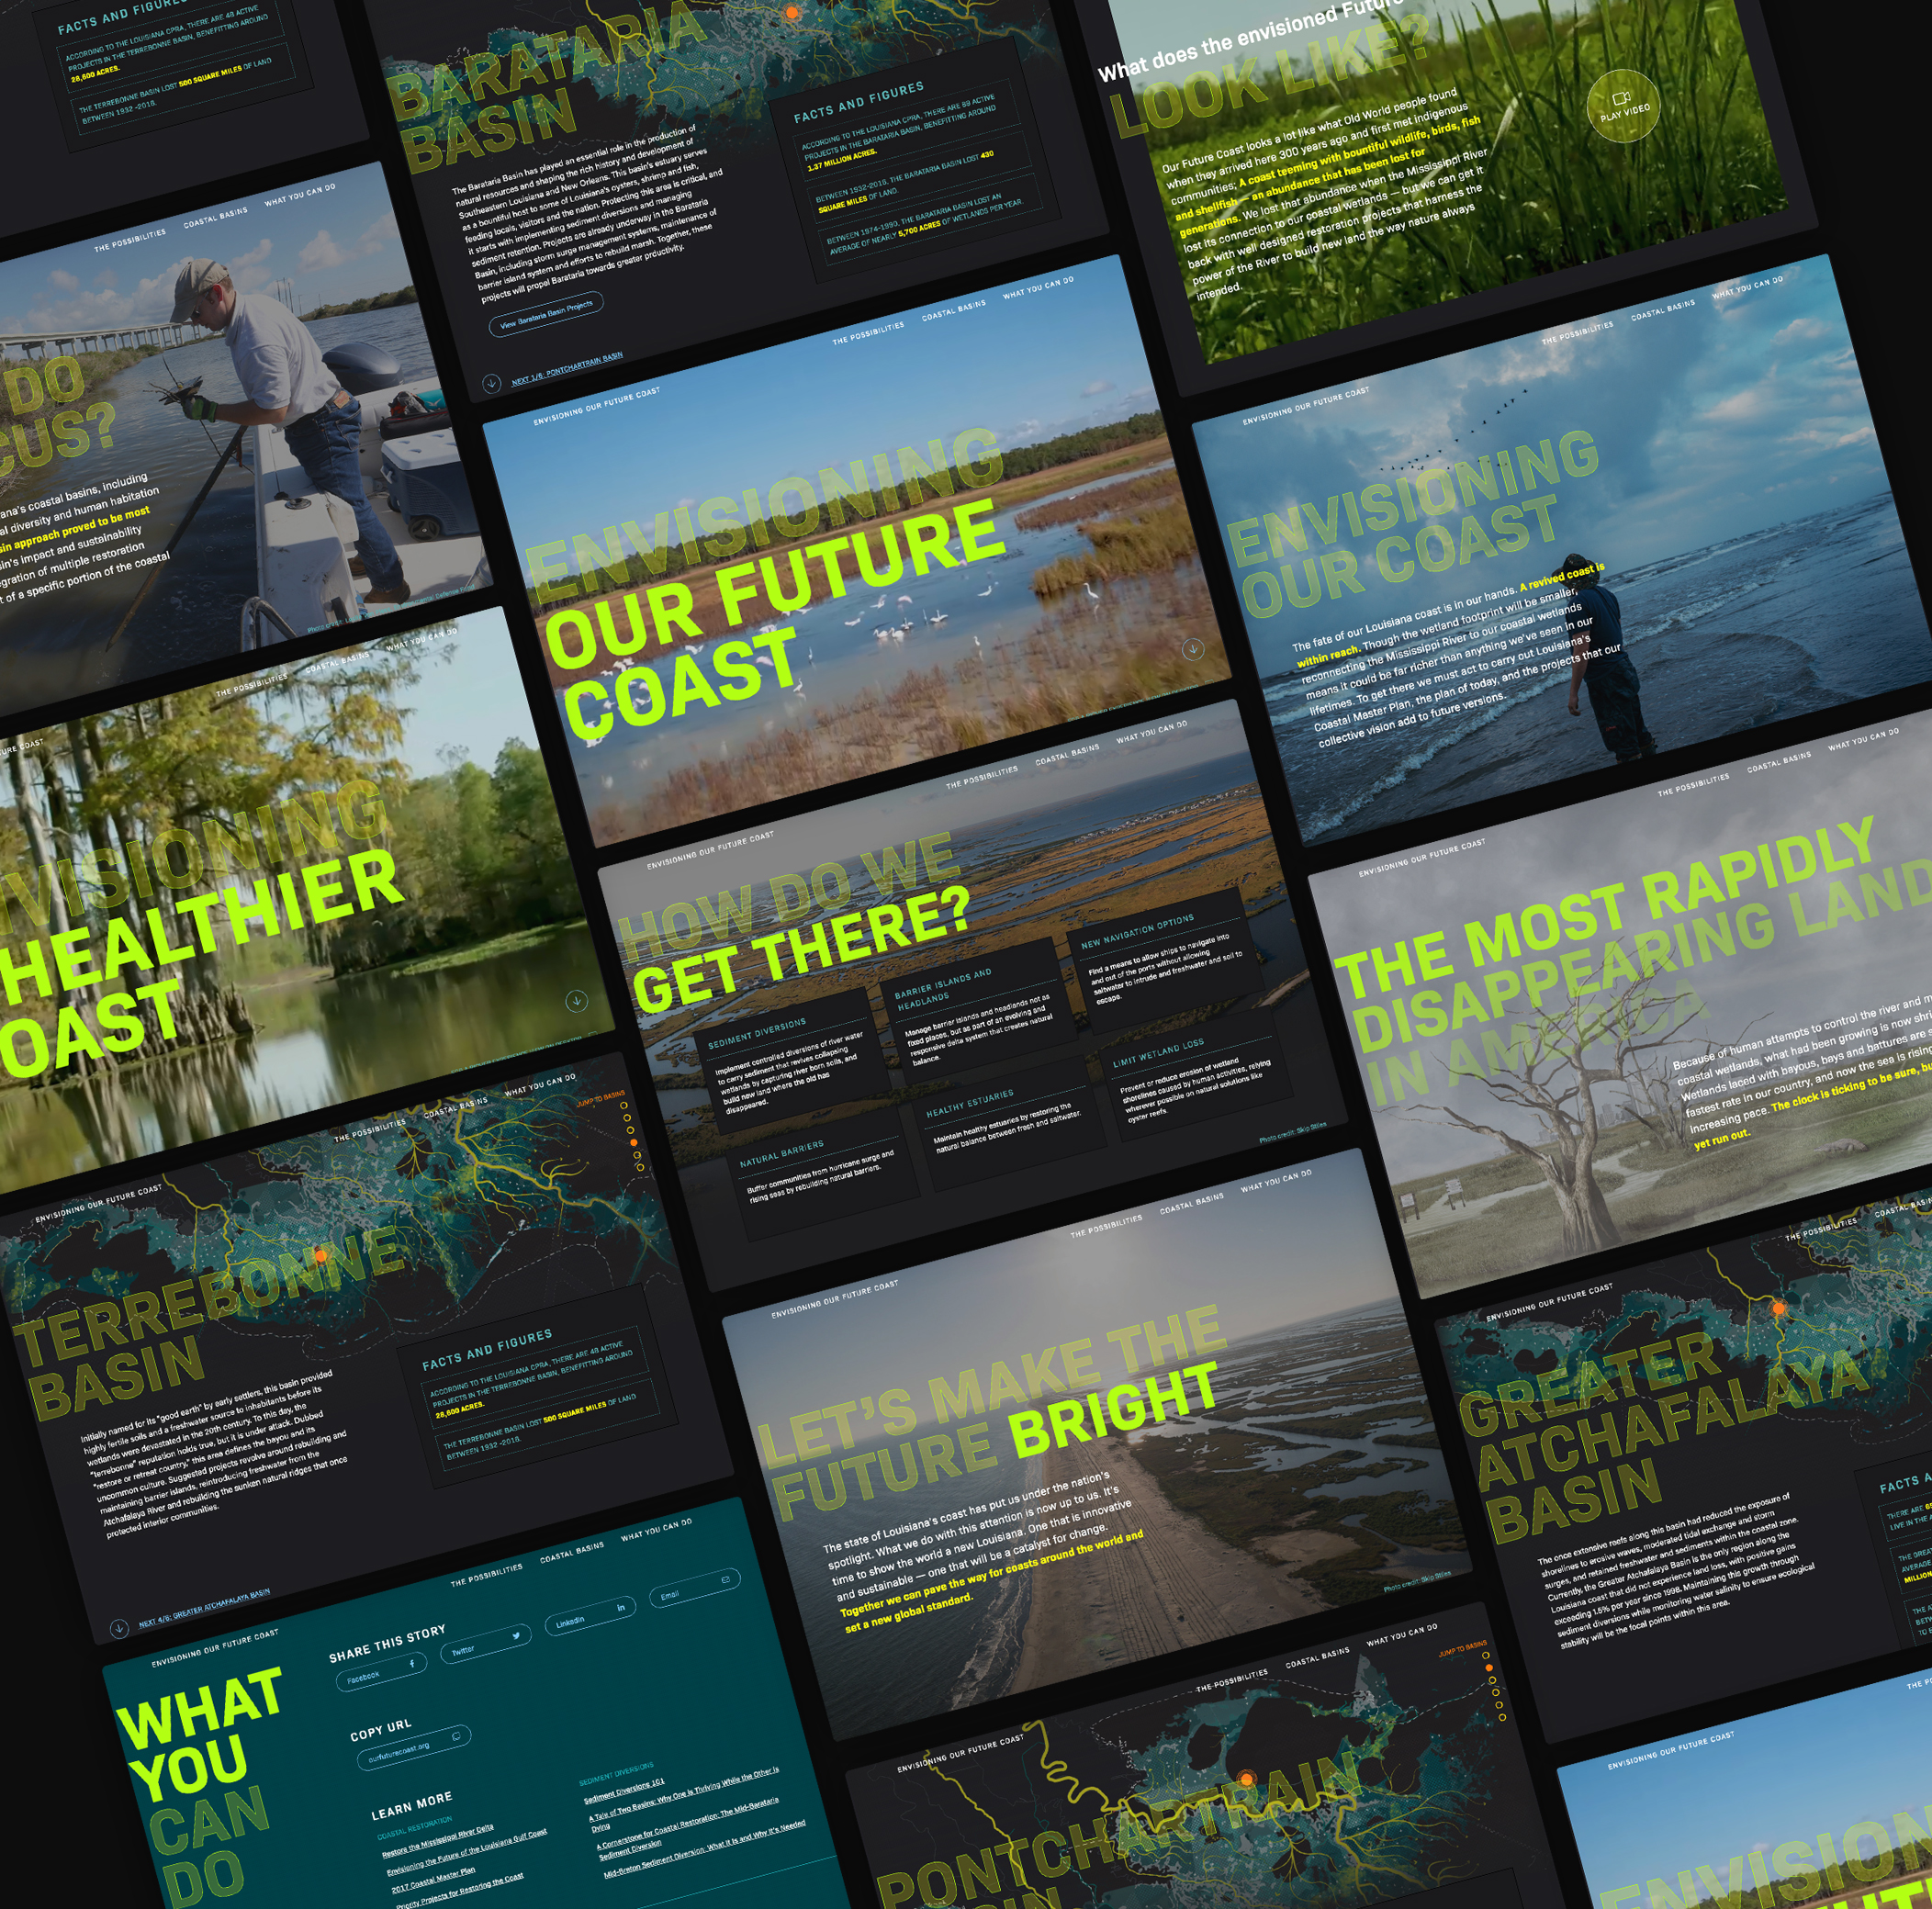 FACTS AND FIGURES
ACCORDING TO THE LOUISIANA CPRA, THERE ARE 48 ACTIVE
PROJECTS IN THE TERREBONNE BASIN, BENEFITTING AROUND
28,600 ACRES.
THE TERREBONNE BASIN LOST 500 SQUARE MILES OF LAND
BETWEEN 1932 -2016.
THE POSSIBILITIES
COASTAL BASINS
WHAT YOU CAN DO
DO
CUS?
ana's coastal basins, including
al diversity and human habitation
sin approach proved to be most
sin's impact and sustainability
egration of multiple restoration
t of a specific portion of the coastal
THE POSSIBILITIES
COASTAL BASINS
WHAT YOU CAN DO
URE COAST
VISIONING
HEALTHIER
OAST
ENVISIONING OUR FUTURE COAST
THE POSSIBILITIES
COASTAL BASINS
WHAT YOU CAN DO
JUMP TO BASINS
TERREBONNE
BASIN
Initially named for its "good earth" by early settlers, this basin provided
highly fertile soils and a freshwater source to inhabitants before its
wetlands were devastated in the 20th century. To this day, the
"terrebonne" reputation holds true, but it is under attack. Dubbed
"restore or retreat country," this area defines the bayou and its
uncommon culture. Suggested projects revolve around rebuilding and
maintaining barrier islands, reintroducing freshwater from the
Atchafalaya River and rebuilding the sunken natural ridges that once
protected interior communities.
FACTS AND FIGURES
ACCORDING TO THE LOUISIANA CPRA, THERE ARE 48 ACTIVE
PROJECTS IN THE TERREBONNE BASIN, BENEFITTING AROUND
28,600 ACRES.
THE TERREBONNE BASIN LOST 500 SQUARE MILES OF LAND
BETWEEN 1932 -2016.
NEXT 4/6: GREATER ATCHAFALAYA BASIN
ENVISIONING OUR FUTURE COAST
THE POSSIBILITIES
COASTAL BASINS
WHAT YOU CAN DO
WHAT
YOU
CAN
DO
SHARE THIS STORY
Facebook
Twitter
LinkedIn
Email
COPY URL
ourfuturecoast.org
LEARN MORE
COASTAL RESTORATION
Restore the Mississippi River Delta
Envisioning the Future of the Louisiana Gulf Coast
2017 Coastal Master Plan
Priority Projects for Restoring the Coast
SEDIMENT DIVERSIONS
Sediment Diversions 101
A Tale of Two Basins: Why One is Thriving While the Other is
Dying
A Cornerstone for Coastal Restoration: The Mid-Barataria
Sediment Diversion
Mid-Breton Sediment Diversion: What It Is and Why It's Needed
BARATARIA
BASIN
The Barataria Basin has played an essential role in the production of
natural resources and shaping the rich history and development of
Southeastern Louisiana and New Orleans. This basin's estuary serves
as a bountiful host to some of Louisiana's oysters, shrimp and fish,
feeding locals, visitors and the nation. Protecting this area is critical, and
it starts with implementing sediment diversions and managing
sediment retention. Projects are already underway in the Barataria
Basin, including storm surge management systems, maintenance of
barrier island system and efforts to rebuild marsh. Together, these
projects will propel Barataria towards greater prductivity.
View Barataria Basin Projects
NEXT 1/6: PONTCHARTRAIN BASIN
FACTS AND FIGURES
ACCORDING TO THE LOUISIANA CPRA, THERE ARE 69 ACTIVE
PROJECTS IN THE BARATARIA BASIN, BENEFITTING AROUND
1.37 MILLION ACRES.
BETWEEN 1932-2016, THE BARATARIA BASIN LOST 430
SQUARE MILES OF LAND.
BETWEEN 1974-1990, THE BARATARIA BASIN LOST AN
AVERAGE OF NEARLY 5,700 ACRES OF WETLANDS PER YEAR.
ENVISIONING OUR FUTURE COAST
THE POSSIBILITIES
COASTAL BASINS
WHAT YOU CAN DO
ENVISIONING
OUR FUTURE
COAST
ENVISIONING OUR FUTURE COAST
THE POSSIBILITIES
COASTAL BASINS
WHAT YOU CAN DO
HOW DO WE
GET THERE?
SEDIMENT DIVERSIONS
Implement controlled diversions of river water
to carry sediment that revives collapsing
wetlands by capturing river born soils, and
build new land where the old has
disappeared.
BARRIER ISLANDS AND
HEADLANDS
Manage barrier islands and headlands not as
fixed places, but as part of an evolving and
responsive delta system that creates natural
balance.
NEW NAVIGATION OPTIONS
Find a means to allow ships to navigate into
and out of the ports without allowing
saltwater to intrude and freshwater and soil to
escape.
NATURAL BARRIERS
Buffer communities from hurricane surge and
rising seas by rebuilding natural barriers.
HEALTHY ESTUARIES
Maintain healthy estuaries by restoring the
natural balance between fresh and saltwater.
LIMIT WETLAND LOSS
Prevent or reduce erosion of wetland
shorelines caused by human activities, relying
wherever possible on natural solutions like
oyster reefs.
Photo credit: Skip Stiles
ENVISIONING OUR FUTURE COAST
THE POSSIBILITIES
COASTAL BASINS
WHAT YOU CAN DO
LET'S MAKE THE
FUTURE BRIGHT
The state of Louisiana's coast has put us under the nation's
spotlight. What we do with this attention is now up to us. It's
time to show the world a new Louisiana. One that is innovative
and sustainable — one that will be a catalyst for change.
Together we can pave the way for coasts around the world and
set a new global standard.
Photo credit: Skip Stiles
ENVISIONING OUR FUTURE COAST
THE POSSIBILITIES
COASTAL BASINS
WHAT YOU CAN DO
JUMP TO BASINS
PONTCHARTRAIN
What does the envisioned Future
LOOK LIKE?
Our Future Coast looks a lot like what Old World people found
when they arrived here 300 years ago and first met indigenous
communities: A coast teeming with bountiful wildlife, birds, fish
and shellfish — an abundance that has been lost for
generations. We lost that abundance when the Mississippi River
lost its connection to our coastal wetlands — but we can get it
back with well designed restoration projects that harness the
power of the River to build new land the way nature always
intended.
PLAY VIDEO
ENVISIONING OUR FUTURE COAST
THE POSSIBILITIES
COASTAL BASINS
WHAT YOU CAN DO
ENVISIONING
OUR COAST
The fate of our Louisiana coast is in our hands. A revived coast is
within reach. Though the wetland footprint will be smaller,
reconnecting the Mississippi River to our coastal wetlands
means it could be far richer than anything we've seen in our
lifetimes. To get there we must act to carry out Louisiana's
Coastal Master Plan, the plan of today, and the projects that our
collective vision add to future versions.
ENVISIONING OUR FUTURE COAST
THE POSSIBILITIES
COASTAL BASINS
WHAT YOU CAN DO
THE MOST RAPIDLY
DISAPPEARING LAND
IN AMERICA
Because of human attempts to control the river and m
coastal wetlands, what had been growing is now shri
Wetlands laced with bayous, bays and battures are
fastest rate in our country, and now the sea is rising
increasing pace. The clock is ticking to be sure, bu
yet run out.
ENVISIONING OUR FUTURE COAST
THE POSSIBILITIES
COASTAL BASINS
GREATER
ATCHAFALAYA
BASIN
The once extensive reefs along this basin had reduced the exposure of
shorelines to erosive waves, moderated tidal exchange and storm
surges, and retained freshwater and sediments within the coastal zone.
Currently, the Greater Atchafalaya Basin is the only region along the
Louisiana coast that did not experience land loss, with positive gains
exceeding 1.5% per year since 1998. Maintaining this growth through
sediment diversions while monitoring water salinity to ensure ecological
stability will be the focal points within this area.
FACTS A
THERE ARE 6
LIVE IN THE A
THE GREAT
AVERAGE
MILLION
ENVISIONING OUR FUTURE COAST
THE PO
ENVISION